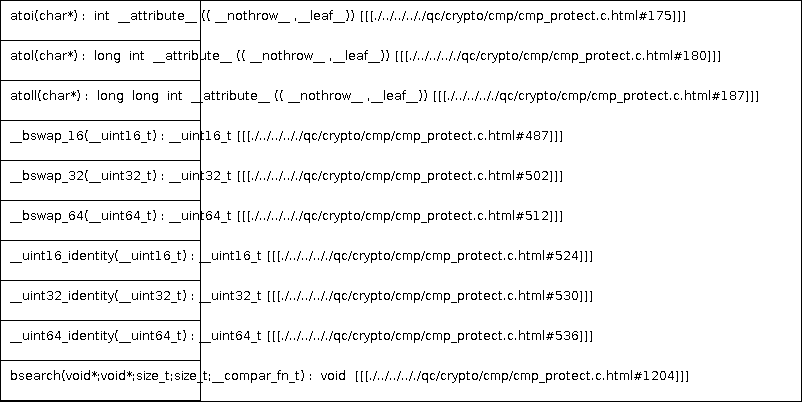 atoi(char*) : int __attribute__ (( __nothrow__ ,__leaf__)) [[[./../../../../qc/crypto/cmp/cmp_protect.c.html#175]]]
atol(char*) : long int __attribute__ (( __nothrow__ ,__leaf__)) [[[./../../../../qc/crypto/cmp/cmp_protect.c.html#180]]]
atoll(char*) : long long int __attribute__ (( __nothrow__ ,__leaf__)) [[[./../../../../qc/crypto/cmp/cmp_protect.c.html#187]]]
__bswap_16(__uint16_t) : __uint16_t [[[./../../../../qc/crypto/cmp/cmp_protect.c.html#487]]]
__bswap_32(__uint32_t) : __uint32_t [[[./../../../../qc/crypto/cmp/cmp_protect.c.html#502]]]
__bswap_64(__uint64_t) : __uint64_t [[[./../../../../qc/crypto/cmp/cmp_protect.c.html#512]]]
__uint16_identity(__uint16_t) : __uint16_t [[[./../../../../qc/crypto/cmp/cmp_protect.c.html#524]]]
__uint32_identity(__uint32_t) : __uint32_t [[[./../../../../qc/crypto/cmp/cmp_protect.c.html#530]]]
__uint64_identity(__uint64_t) : __uint64_t [[[./../../../../qc/crypto/cmp/cmp_protect.c.html#536]]]
bsearch(void*;void*;size_t;size_t;__compar_fn_t) : void [[[./../../../../qc/crypto/cmp/cmp_protect.c.html#1204]]]